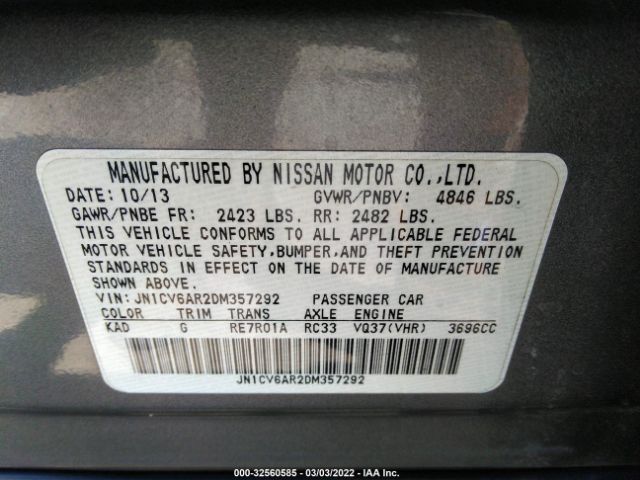 MANUFACTURED BY NISSAN MOTOR CO.,LTD.
DATE: 10/13 GVWR/PNBV: 4846 LBS.
GAWR/PNBE FR: 2423 LBS. RR: 2482 LBS.
THIS VEHICLE CONFORMS TO ALL APPLICABLE FEDERAL
MOTOR VEHICLE SAFETY,BUMPER,AND THEFT PREVENTION
STANDARDS IN EFFECT ON THE DATE OF MANUFACTURE
SHOWN ABOVE.
VIN: JN1CV6AR2DM357292 PASSENGER CAR
COLOR TRIM TRANS AXLE ENGINE
KAD G RE7R01A RC33 VQ37(VHR) 3696CC
JN1CV6AR2DM357292
000-32560585 - 03/03/2022 - IAA Inc.